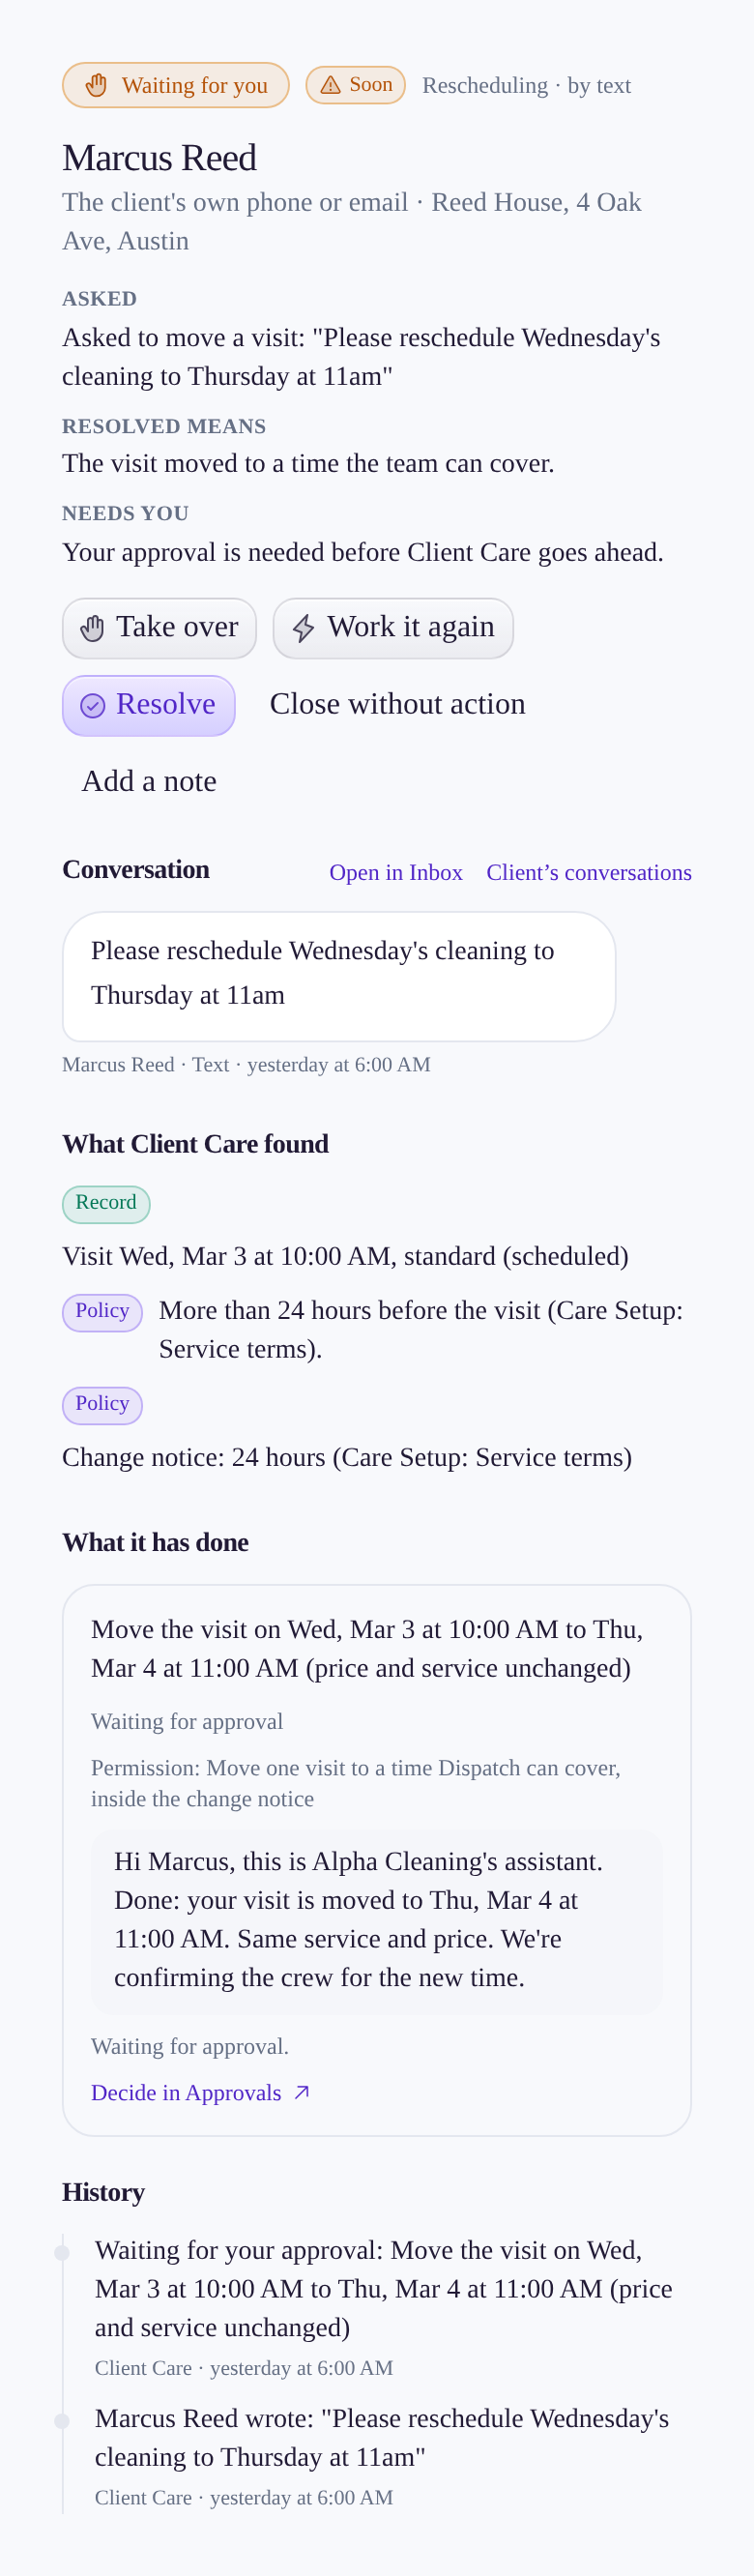 Waiting for you
Soon
Rescheduling · by text
Marcus Reed
The client's own phone or email · Reed House, 4 Oak
Ave, Austin
ASKED
Asked to move a visit: "Please reschedule Wednesday's
cleaning to Thursday at 11am"
RESOLVED MEANS
The visit moved to a time the team can cover.
NEEDS YOU
Your approval is needed before Client Care goes ahead.
Take over
Work it again
Resolve
Close without action
Add a note
Conversation
Open in Inbox
Client’s conversations
Please reschedule Wednesday's cleaning to
Thursday at 11am
Marcus Reed · Text · yesterday at 6:00 AM
What Client Care found
Record
Visit Wed, Mar 3 at 10:00 AM, standard (scheduled)
Policy
More than 24 hours before the visit (Care Setup:
Service terms).
Policy
Change notice: 24 hours (Care Setup: Service terms)
What it has done
Move the visit on Wed, Mar 3 at 10:00 AM to Thu,
Mar 4 at 11:00 AM (price and service unchanged)
Waiting for approval
Permission: Move one visit to a time Dispatch can cover,
inside the change notice
Hi Marcus, this is Alpha Cleaning's assistant.
Done: your visit is moved to Thu, Mar 4 at
11:00 AM. Same service and price. We're
confirming the crew for the new time.
Waiting for approval.
Decide in Approvals
History
Waiting for your approval: Move the visit on Wed,
Mar 3 at 10:00 AM to Thu, Mar 4 at 11:00 AM (price
and service unchanged)
Client Care · yesterday at 6:00 AM
Marcus Reed wrote: "Please reschedule Wednesday's
cleaning to Thursday at 11am"
Client Care · yesterday at 6:00 AM